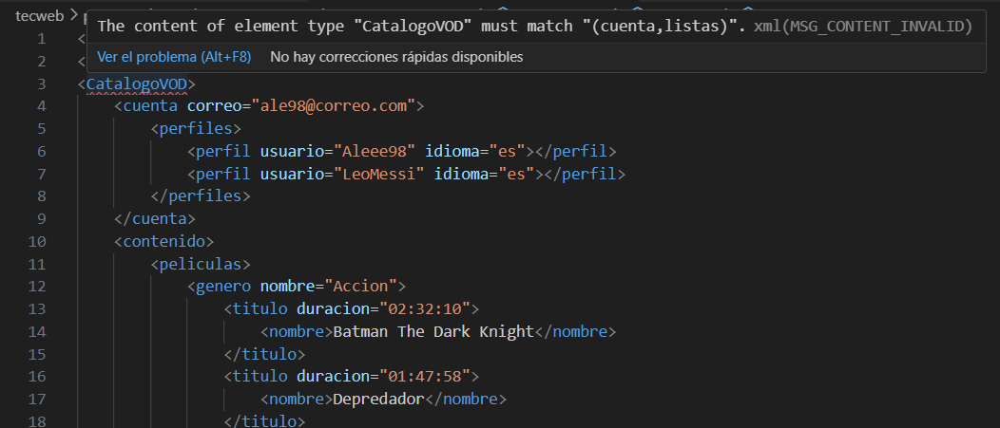 The content of element type "CatalogoVOD" must match "(cuenta,listas)". xml(MSG_CONTENT_INVALID)
Ver el problema (Alt+F8) No hay correcciones rápidas disponibles
tecweb >
1 <
2 <
3 <CatalogoVOD>
4 <cuenta correo="ale98@correo.com">
5 <perfiles>
6 <perfil usuario="Aleee98" idioma="es"></perfil>
7 <perfil usuario="LeoMessi" idioma="es"></perfil>
8 </perfiles>
9 </cuenta>
10 <contenido>
11 <peliculas>
12 <genero nombre="Accion">
13 <titulo duracion="02:32:10">
14 <nombre>Batman The Dark Knight</nombre>
15 </titulo>
16 <titulo duracion="01:47:58">
17 <nombre>Depredador</nombre>
18 </titulo>